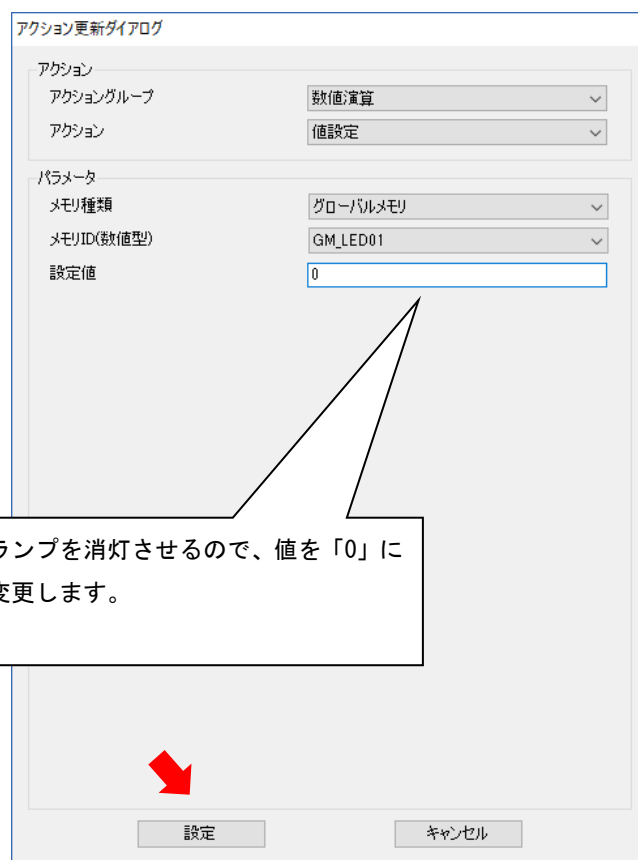 アクション更新ダイアログ
アクション
アクショングループ 数値演算
アクション 値設定
パラメータ
メモリ種類 グローバルメモリ
メモリID(数値型) GM_LED01
設定値 0
ランプを消灯させるので、値を「0」に
変更します。
設定 キャンセル